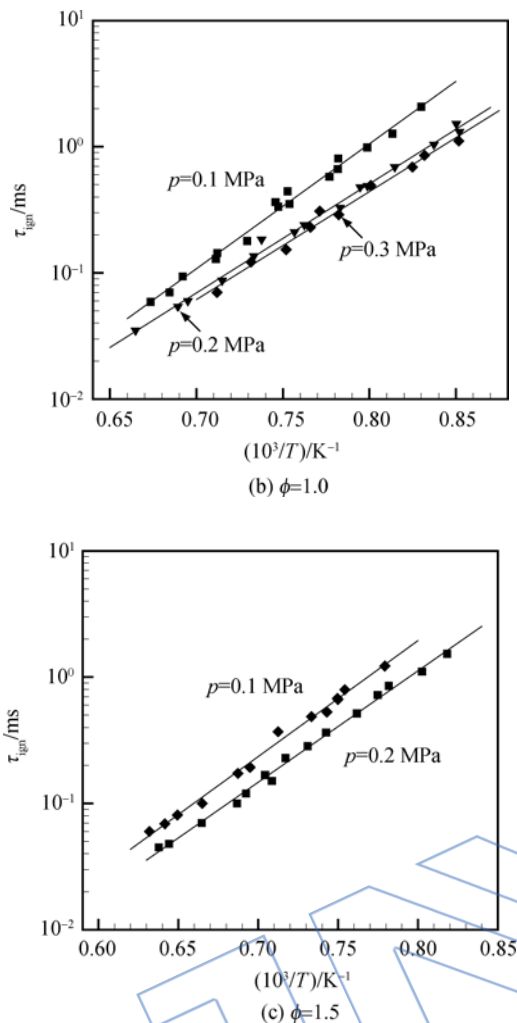 10¹
10⁰
10⁻¹
10⁻²
τ_ign/ms
p=0.1 MPa
p=0.3 MPa
p=0.2 MPa
0.65 0.70 0.75 0.80 0.85
(10³/T)/K⁻¹
(b) ϕ=1.0
10¹
10⁰
10⁻¹
10⁻²
τ_ign/ms
p=0.1 MPa
p=0.2 MPa
0.60 0.65 0.70 0.75 0.80 0.85
(10³/T)/K⁻¹
(c) ϕ=1.5